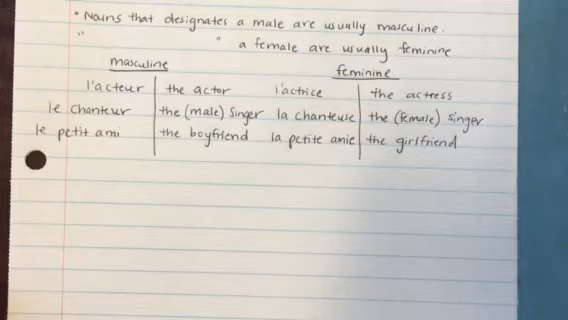 • Nouns that designates a male are usually masculine.
" " a female are usually feminine
masculine feminine
l'acteur the actor l'actrice the actress
le chanteur the (male) singer la chanteuse the (female) singer
le petit ami the boyfriend la petite amie the girlfriend